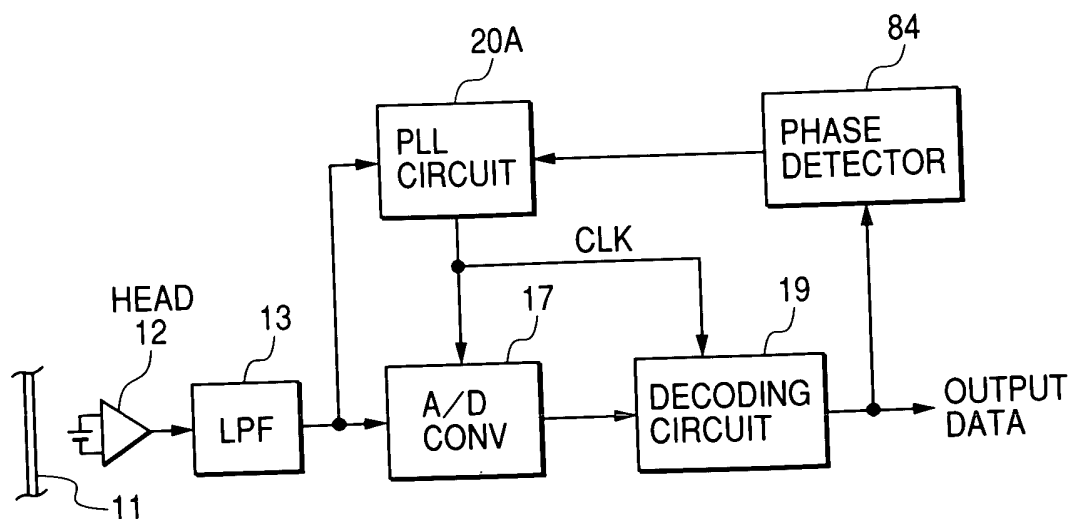 20A
84
PLL
CIRCUIT
PHASE
DETECTOR
CLK
HEAD
12
13
17
19
LPF
A/D
CONV
DECODING
CIRCUIT
OUTPUT
DATA
11